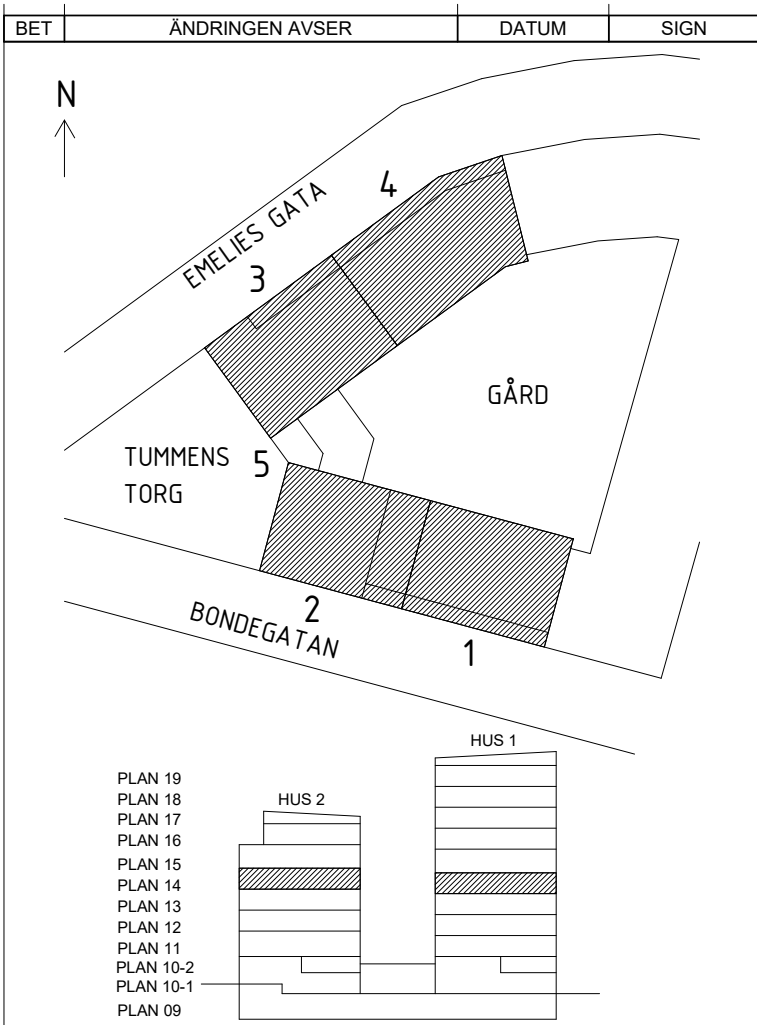 BET ÄNDRINGEN AVSER DATUM SIGN
N
4
EMELIES GATA
3
GÅRD
TUMMENS
TORG
5
2
BONDEGATAN
1
HUS 1
PLAN 19
PLAN 18
HUS 2
PLAN 17
PLAN 16
PLAN 15
PLAN 14
PLAN 13
PLAN 12
PLAN 11
PLAN 10-2
PLAN 10-1
PLAN 09